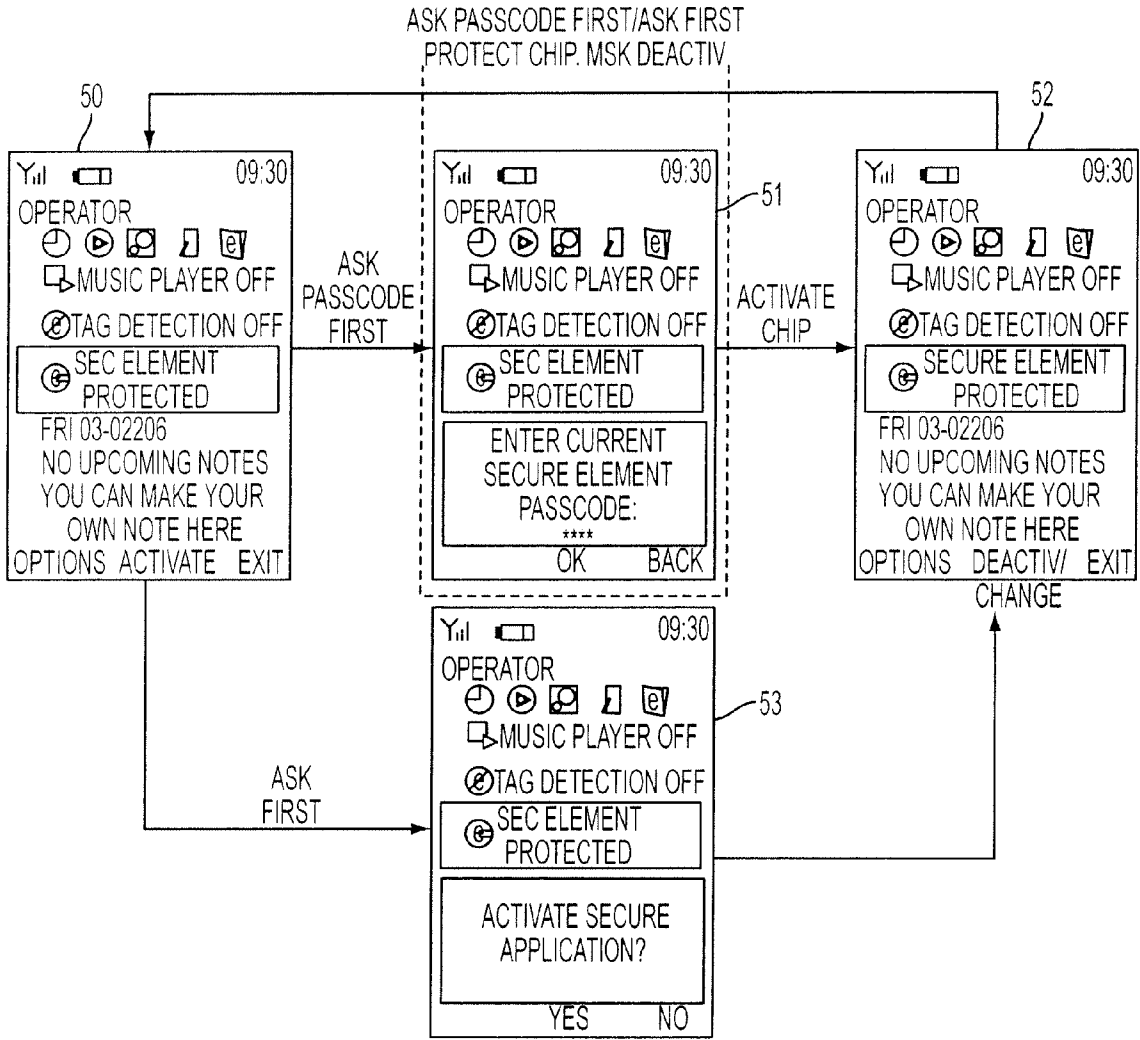 ASK PASSCODE FIRST/ASK FIRST
PROTECT CHIP. MSK DEACTIV
50
09:30
OPERATOR
MUSIC PLAYER OFF
TAG DETECTION OFF
SEC ELEMENT
PROTECTED
FRI 03-02206
NO UPCOMING NOTES
YOU CAN MAKE YOUR
OWN NOTE HERE
OPTIONS ACTIVATE EXIT
ASK
PASSCODE
FIRST
51
09:30
OPERATOR
MUSIC PLAYER OFF
TAG DETECTION OFF
SEC ELEMENT
PROTECTED
ENTER CURRENT
SECURE ELEMENT
PASSCODE:
****
OK BACK
ACTIVATE
CHIP
52
09:30
OPERATOR
MUSIC PLAYER OFF
TAG DETECTION OFF
SECURE ELEMENT
PROTECTED
FRI 03-02206
NO UPCOMING NOTES
YOU CAN MAKE YOUR
OWN NOTE HERE
OPTIONS DEACTIV/ EXIT
CHANGE
ASK
FIRST
53
09:30
OPERATOR
MUSIC PLAYER OFF
TAG DETECTION OFF
SEC ELEMENT
PROTECTED
ACTIVATE SECURE
APPLICATION?
YES NO